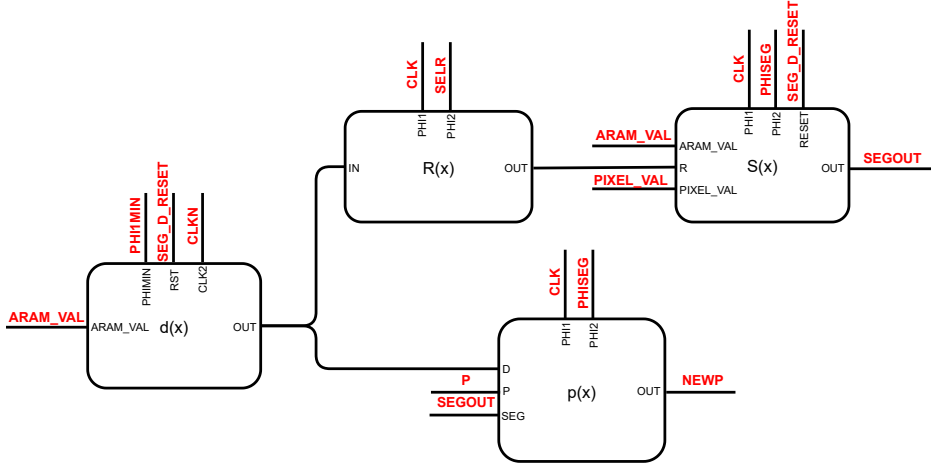 CLK
SELR
PHI1
PHI2
IN
R(x)
OUT
CLK
PHISEG
SEG_D_RESET
PHI1
PHI2
RESET
ARAM_VAL
ARAM_VAL
R
S(x)
OUT
SEGOUT
PIXEL_VAL
PIXEL_VAL
PHI1MIN
SEG_D_RESET
CLKN
PHIMIN
RST
CLK2
ARAM_VAL
ARAM_VAL
d(x)
OUT
CLK
PHISEG
PHI1
PHI2
D
P
P
p(x)
OUT
NEWP
SEGOUT
SEG